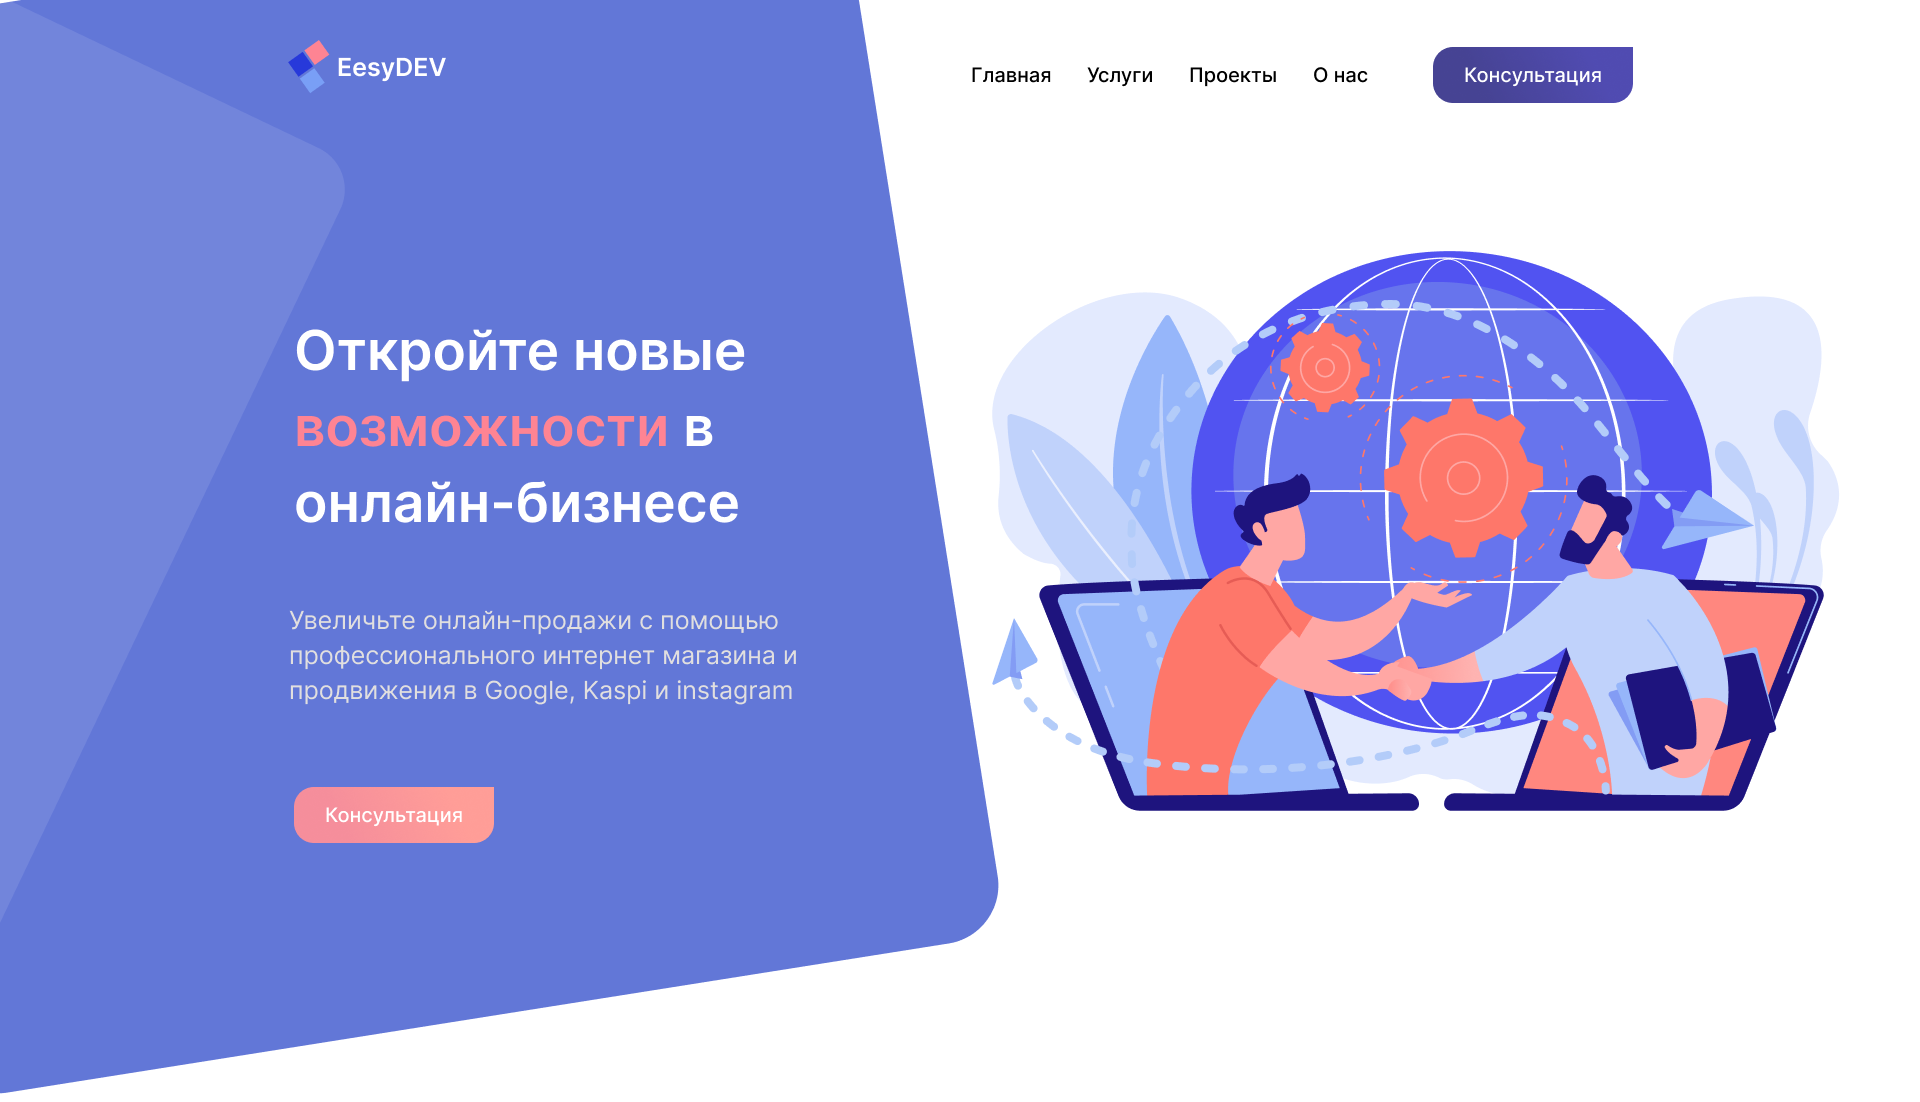 EesyDEV
Главная Услуги Проекты О нас Консультация
Откройте новые
возможности в
онлайн-бизнесе
Увеличьте онлайн-продажи с помощью
профессионального интернет магазина и
продвижения в Google, Kaspi и instagram
Консультация